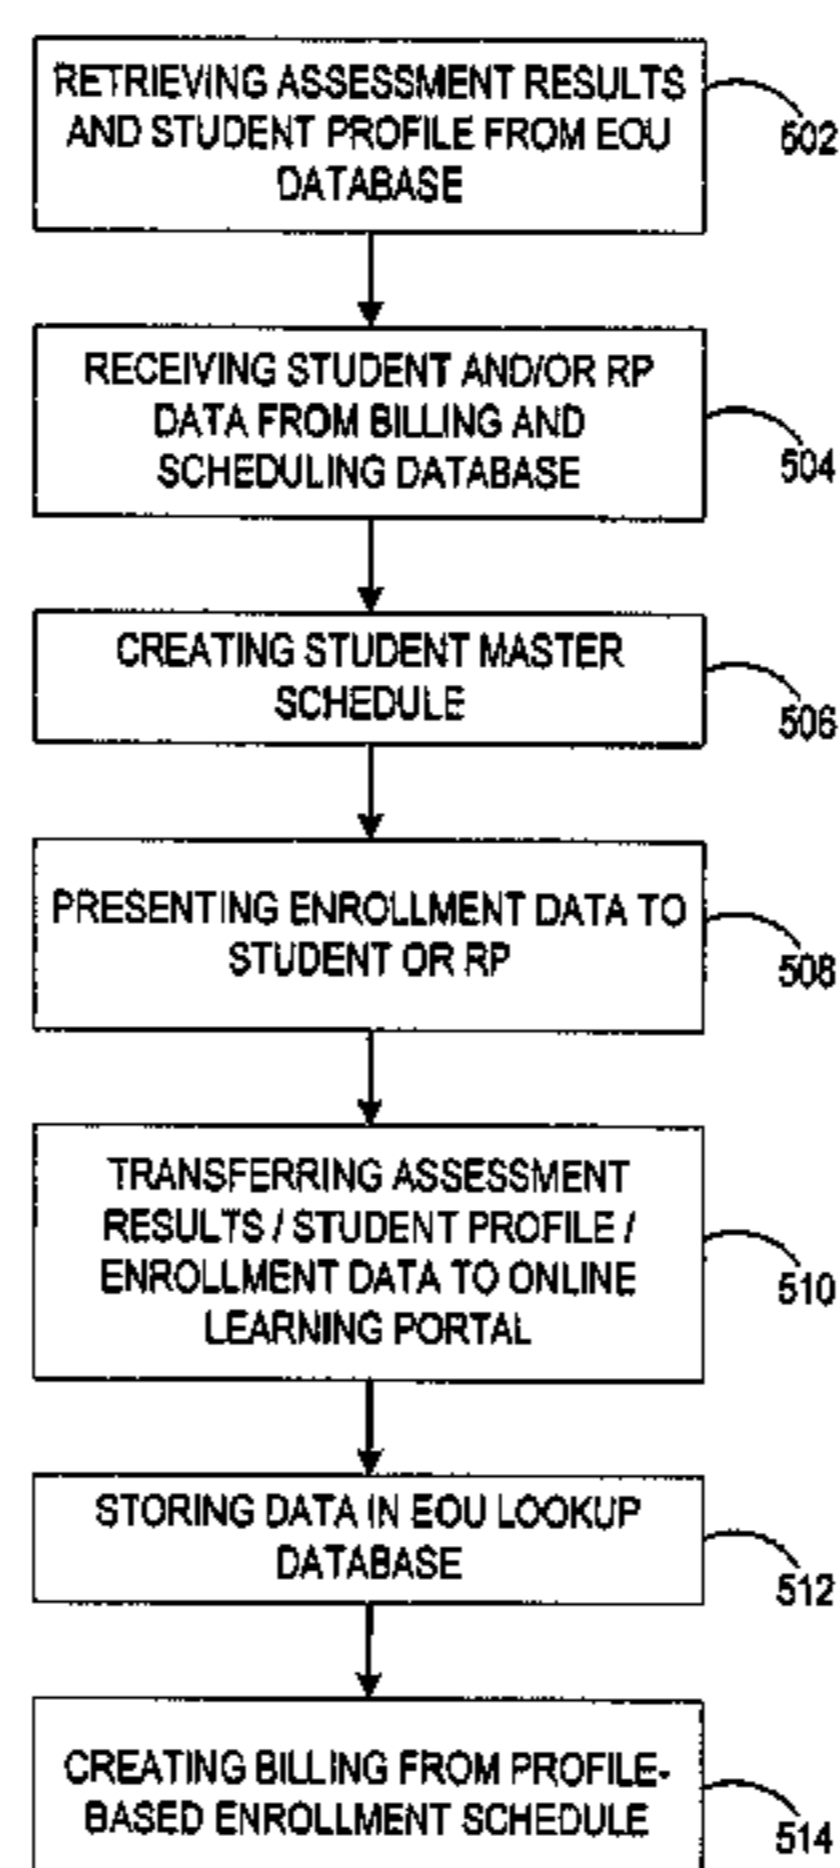 RETRIEVING ASSESSMENT RESULTS
AND STUDENT PROFILE FROM EOU
DATABASE
502
RECEIVING STUDENT AND/OR RP
DATA FROM BILLING AND
SCHEDULING DATABASE
504
CREATING STUDENT MASTER
SCHEDULE
506
PRESENTING ENROLLMENT DATA TO
STUDENT OR RP
508
TRANSFERRING ASSESSMENT
RESULTS / STUDENT PROFILE /
ENROLLMENT DATA TO ONLINE
LEARNING PORTAL
510
STORING DATA IN EOU LOOKUP
DATABASE
512
CREATING BILLING FROM PROFILE-
BASED ENROLLMENT SCHEDULE
514